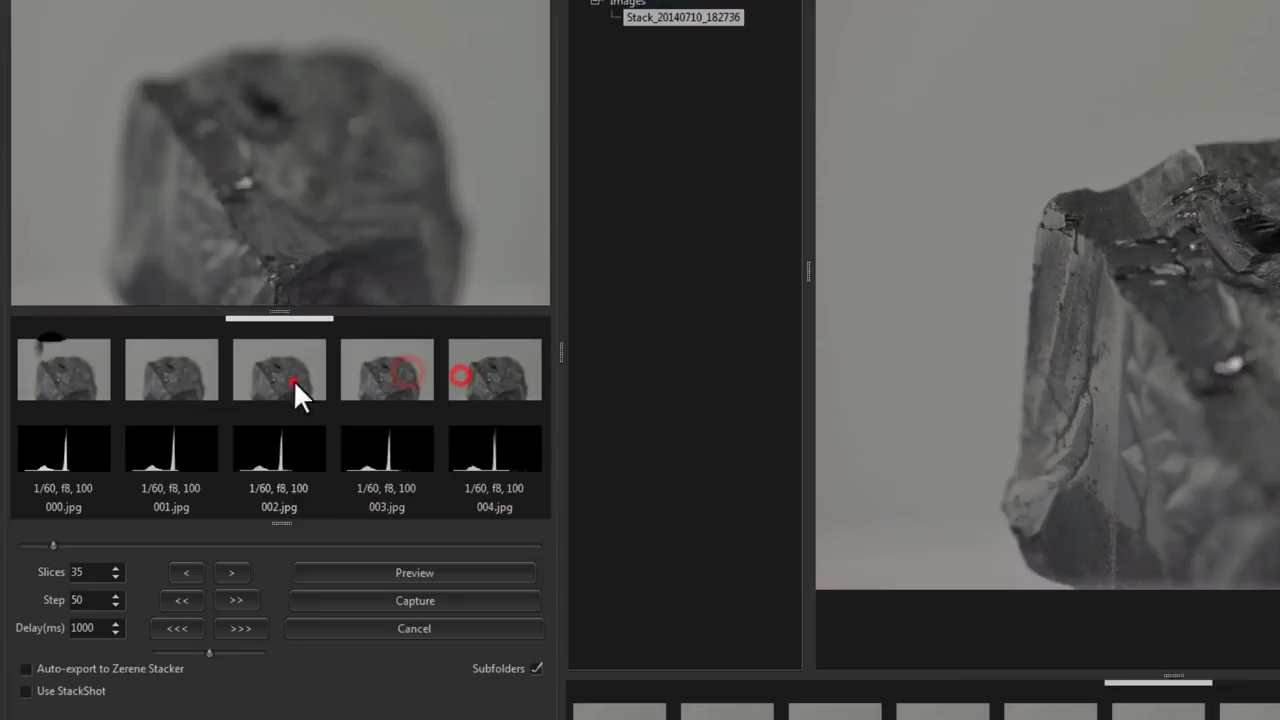 Images
Stack_20140710_182736
1/60, f8, 100
1/60, f8, 100
1/60, f8, 100
1/60, f8, 100
1/60, f8, 100
000.jpg
001.jpg
002.jpg
003.jpg
004.jpg
Slices 35 < > Preview
Step 50 << >> Capture
Delay(ms) 1000 <<< >>> Cancel
Auto-export to Zerene Stacker
Subfolders
Use StackShot